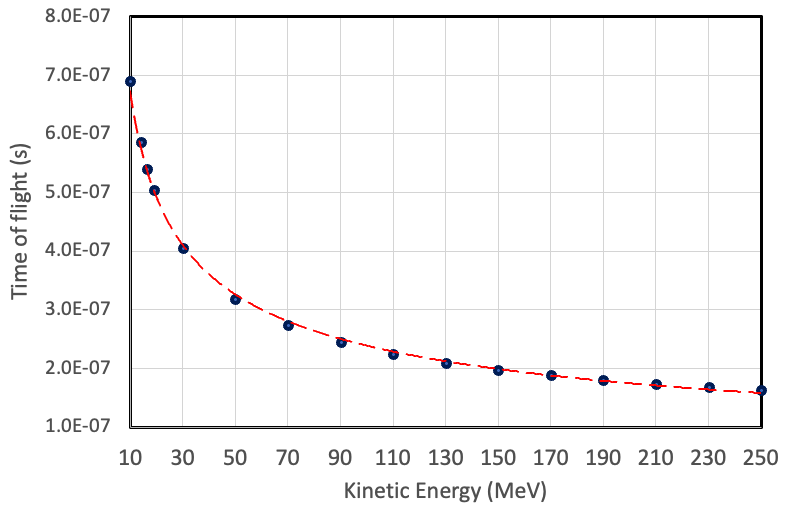 8.0E-07
7.0E-07
6.0E-07
5.0E-07
4.0E-07
3.0E-07
2.0E-07
1.0E-07
Time of flight (s)
10 30 50 70 90 110 130 150 170 190 210 230 250
Kinetic Energy (MeV)